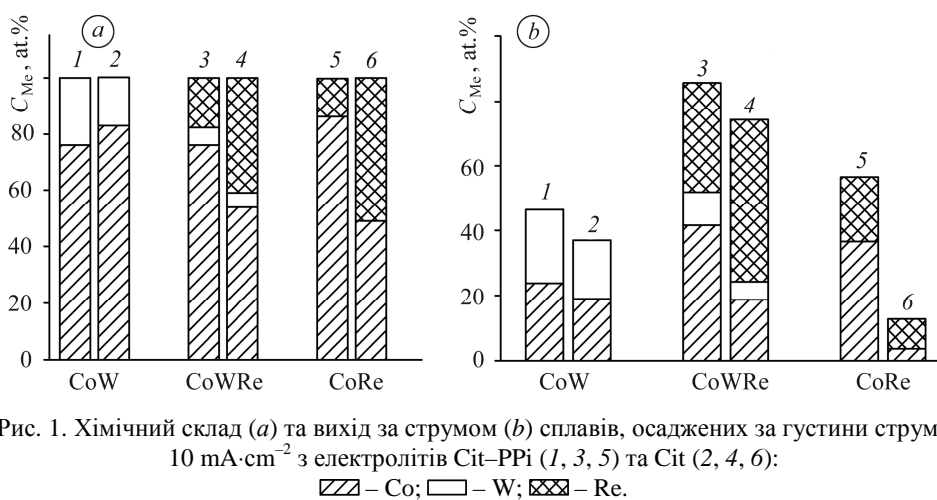 a
b
C_Me, at.%
80
60
40
20
0
1 2 3 4 5 6
CoW CoWRe CoRe
C_Me, at.%
80
60
40
20
0
1 2 3 4 5 6
CoW CoWRe CoRe
Рис. 1. Хімічний склад (a) та вихід за струмом (b) сплавів, осаджених за густини струм
10 mA·cm⁻² з електролітів Cit–PPi (1, 3, 5) та Cit (2, 4, 6):
– Co; – W; – Re.